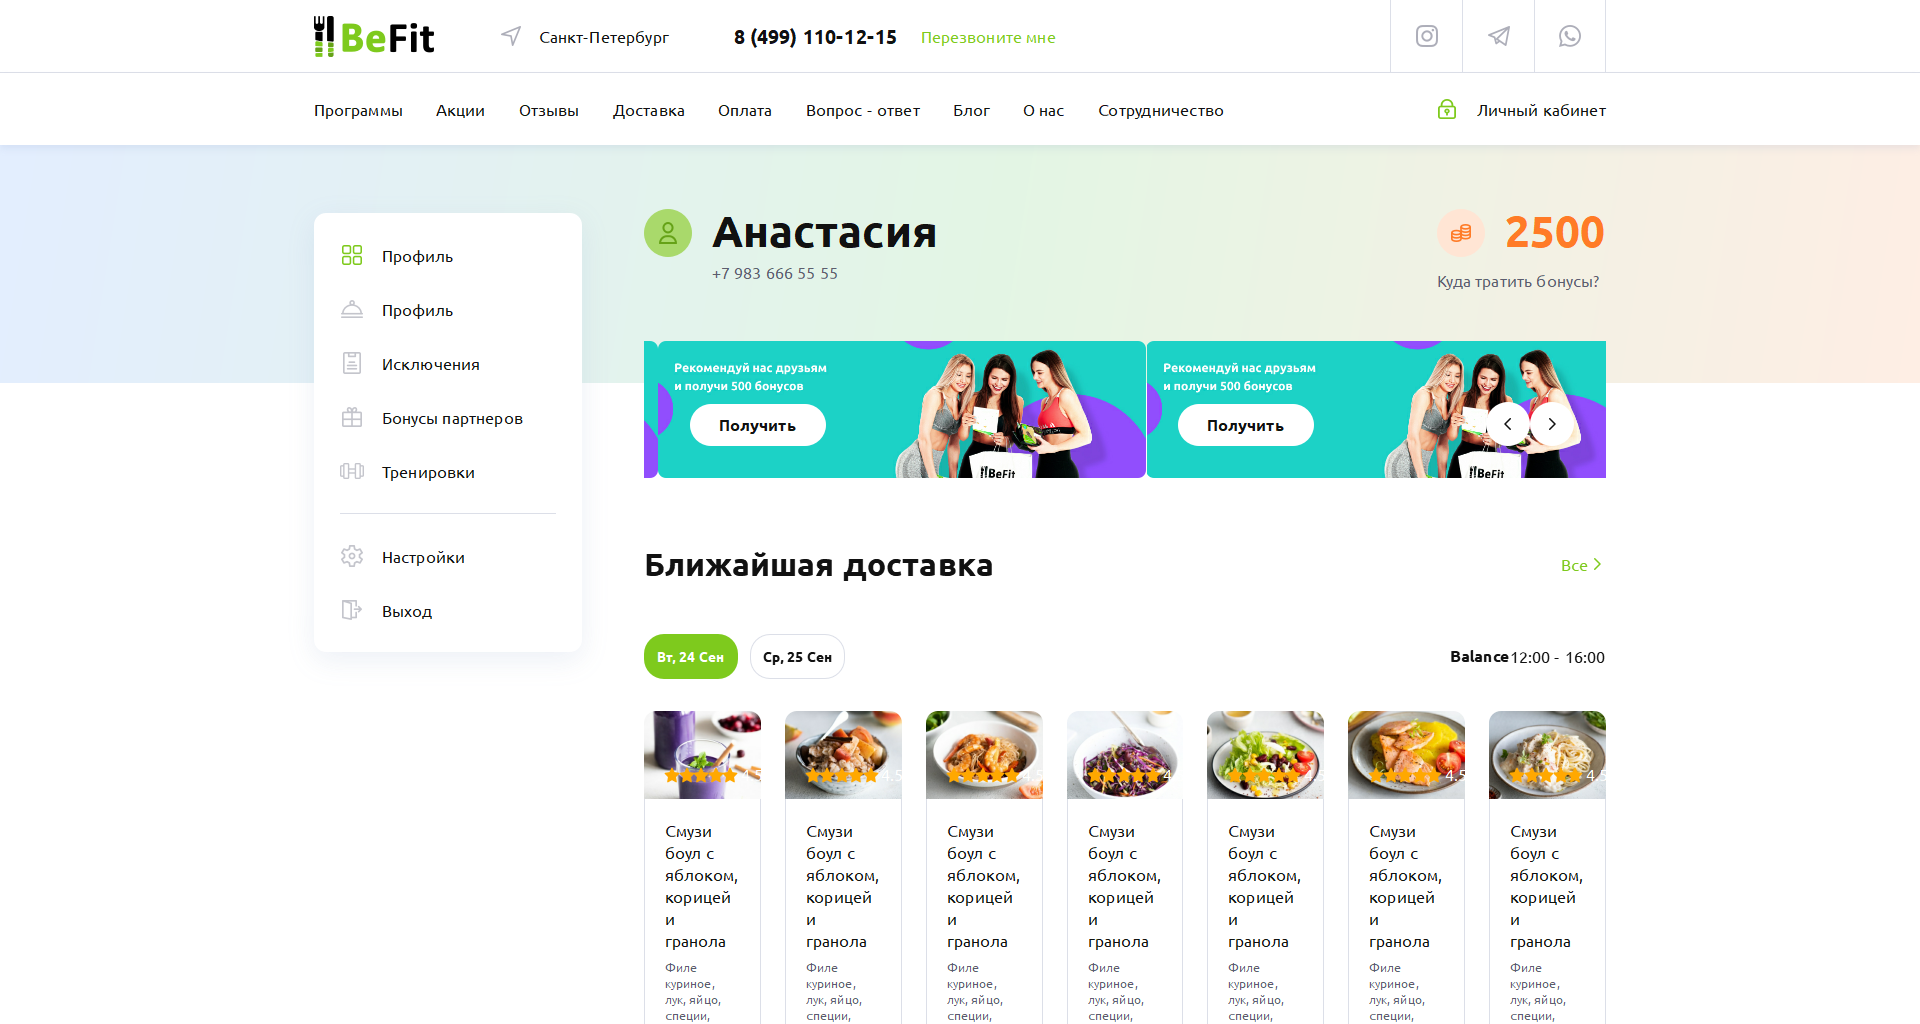 BeFit
Санкт-Петербург
8 (499) 110-12-15
Перезвоните мне
Программы Акции Отзывы Доставка Оплата Вопрос - ответ Блог О нас Сотрудничество
Личный кабинет
Профиль
Профиль
Исключения
Бонусы партнеров
Тренировки
Настройки
Выход
Анастасия
+7 983 666 55 55
2500
Куда тратить бонусы?
Рекомендуй нас друзьям
и получи 500 бонусов
Получить
BeFit
Рекомендуй нас друзьям
и получи 500 бонусов
Получить
BeFit
Ближайшая доставка
Все
Вт, 24 Сен
Ср, 25 Сен
Balance 12:00 - 16:00
4.5
Смузи
боул с
яблоком,
корицей
и
гранола
Филе
куриное,
лук, яйцо,
специи,
4.5
Смузи
боул с
яблоком,
корицей
и
гранола
Филе
куриное,
лук, яйцо,
специи,
4.5
Смузи
боул с
яблоком,
корицей
и
гранола
Филе
куриное,
лук, яйцо,
специи,
Смузи
боул с
яблоком,
корицей
и
гранола
Филе
куриное,
лук, яйцо,
специи,
4.5
Смузи
боул с
яблоком,
корицей
и
гранола
Филе
куриное,
лук, яйцо,
специи,
4.5
Смузи
боул с
яблоком,
корицей
и
гранола
Филе
куриное,
лук, яйцо,
специи,
4.5
Смузи
боул с
яблоком,
корицей
и
гранола
Филе
куриное,
лук, яйцо,
специи,